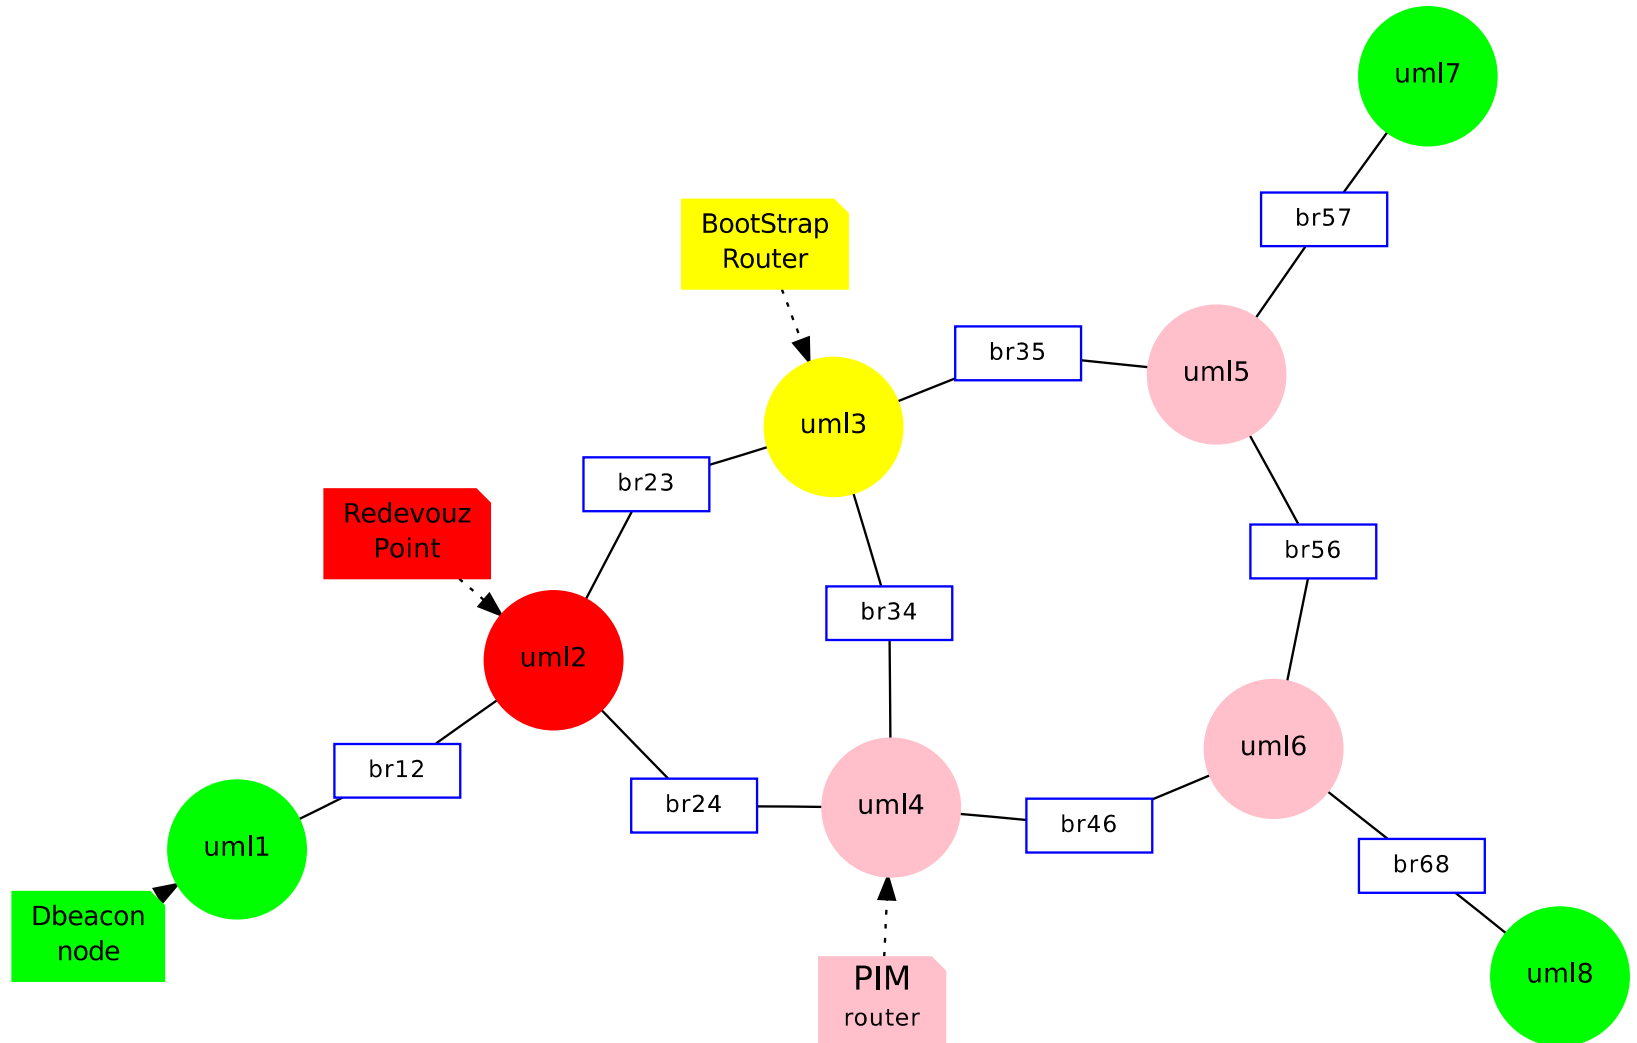 uml7
br57
BootStrap
Router
br35
uml5
uml3
br23
Redevouz
Point
br56
br34
uml2
uml6
br12
br24
uml4
br46
uml1
br68
Dbeacon
node
uml8
PIM
router